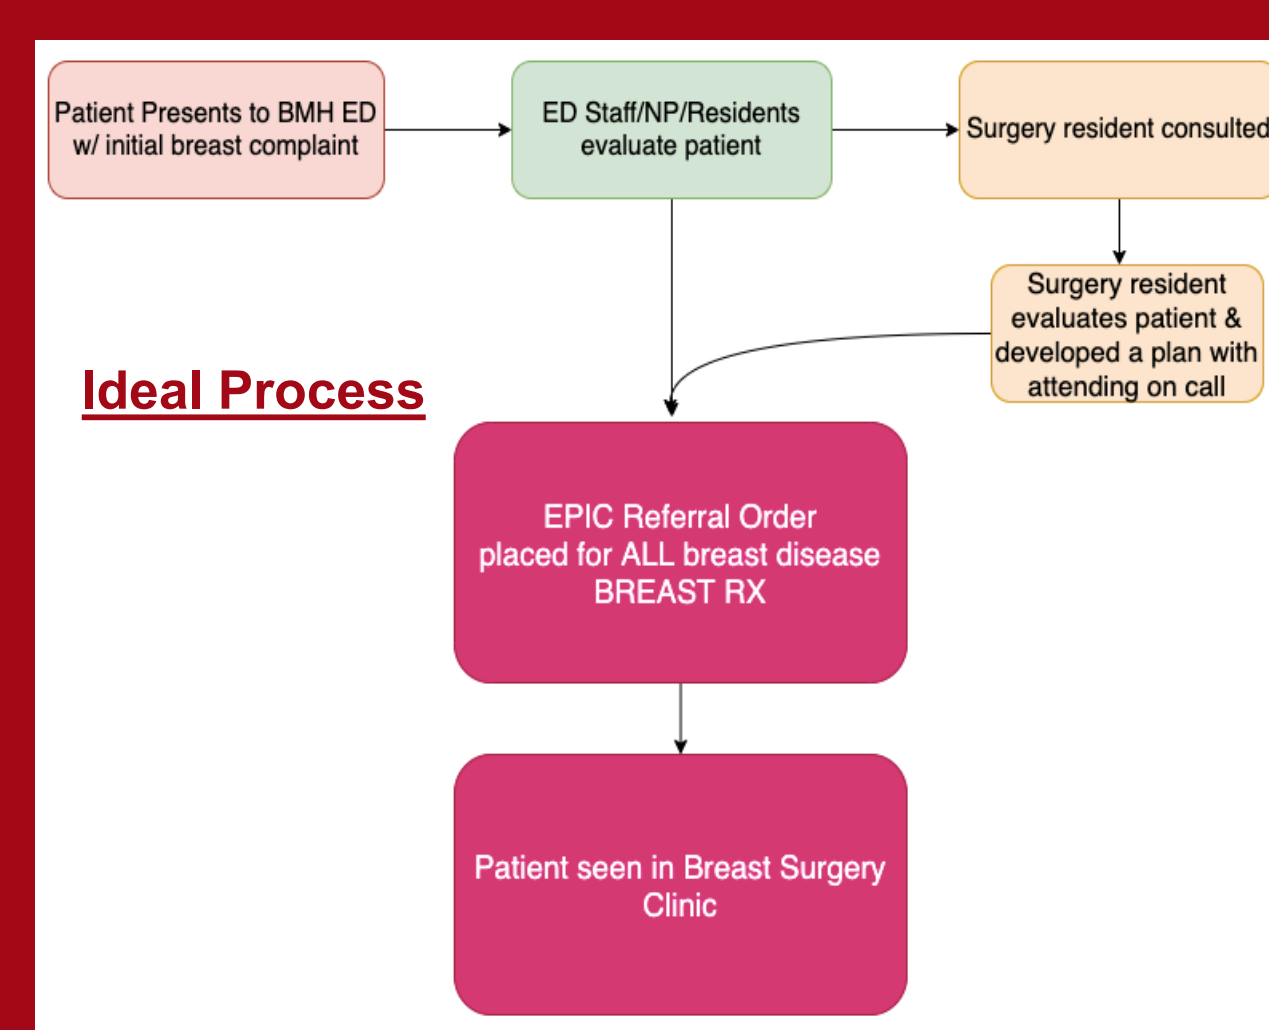 Patient Presents to BMH ED
w/ initial breast complaint
ED Staff/NP/Residents
evaluate patient
Surgery resident consulted
Surgery resident
evaluates patient &
developed a plan with
attending on call
Ideal Process
EPIC Referral Order
placed for ALL breast disease
BREAST RX
Patient seen in Breast Surgery
Clinic